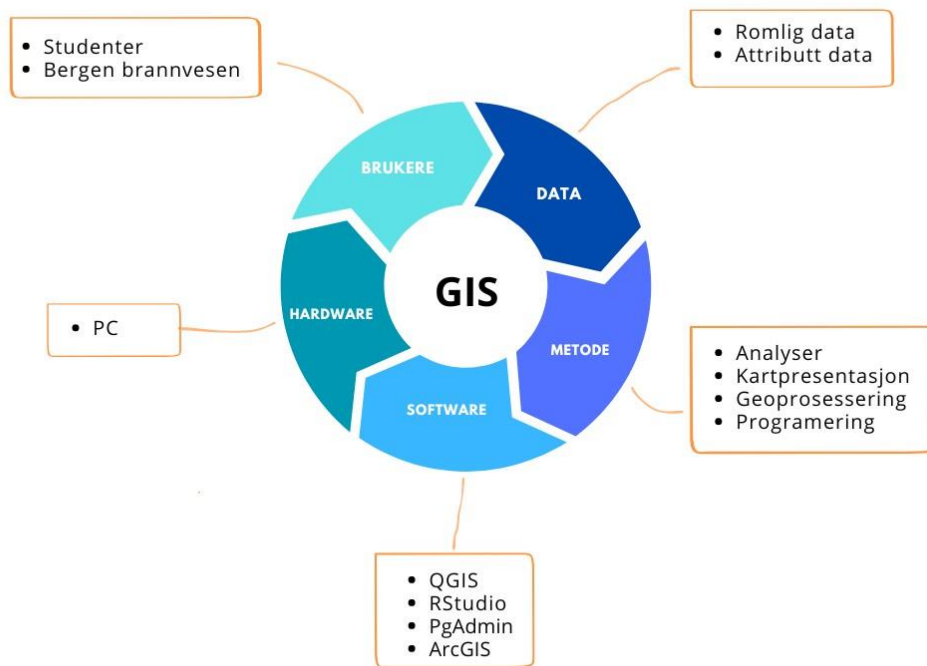 • Studenter
• Bergen brannvesen
• Romlig data
• Attributt data
BRUKERE
DATA
GIS
HARDWARE
METODE
SOFTWARE
• PC
• Analyser
• Kartpresentasjon
• Geoprosessering
• Programering
• QGIS
• RStudio
• PgAdmin
• ArcGIS